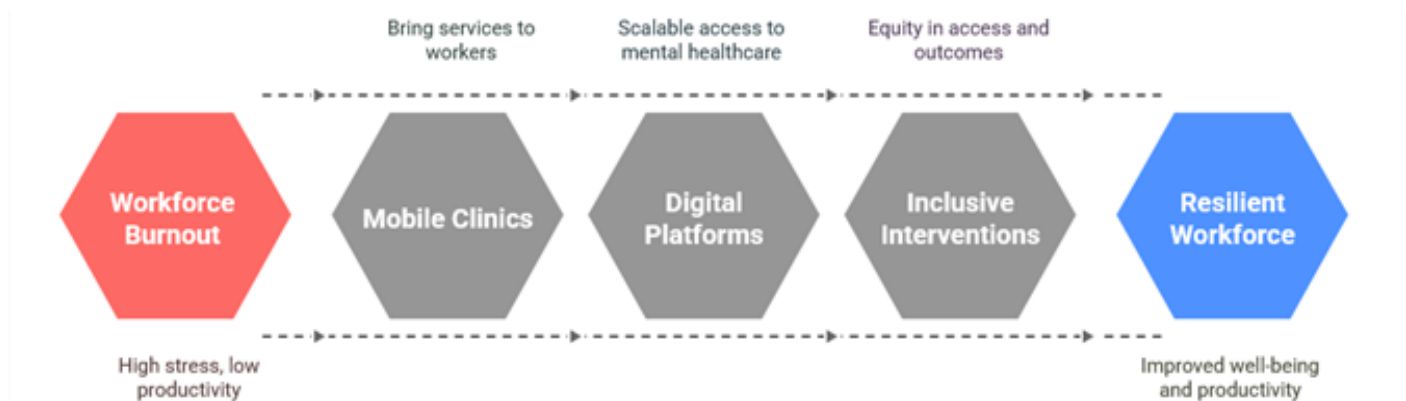 Bring services to
workers
Scalable access to
mental healthcare
Equity in access and
outcomes
Workforce
Burnout
Mobile Clinics
Digital
Platforms
Inclusive
Interventions
Resilient
Workforce
High stress, low
productivity
Improved well-being
and productivity